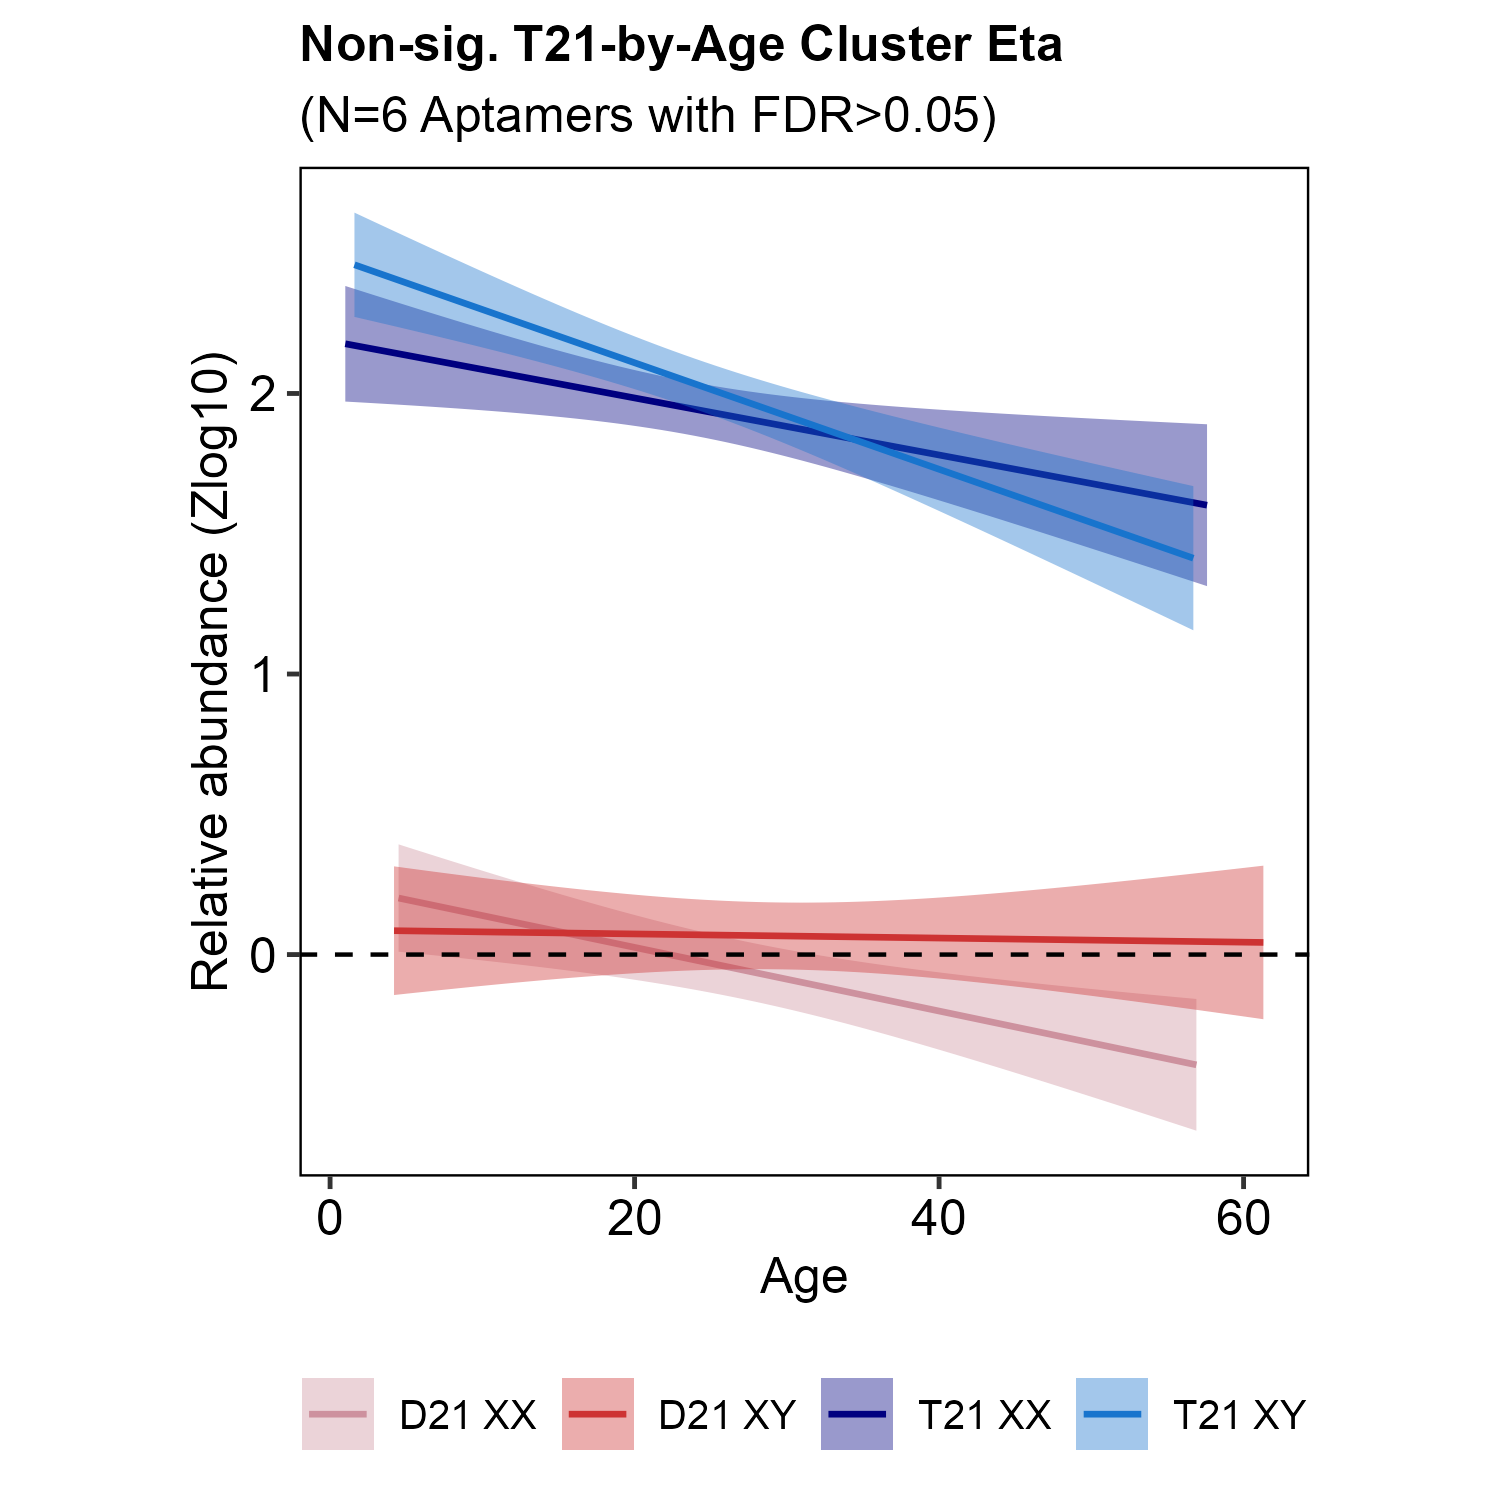 Non-sig. T21-by-Age Cluster Eta
(N=6 Aptamers with FDR>0.05)
Relative abundance (Zlog10)
2
1
0
0 20 40 60
Age
D21 XX D21 XY T21 XX T21 XY